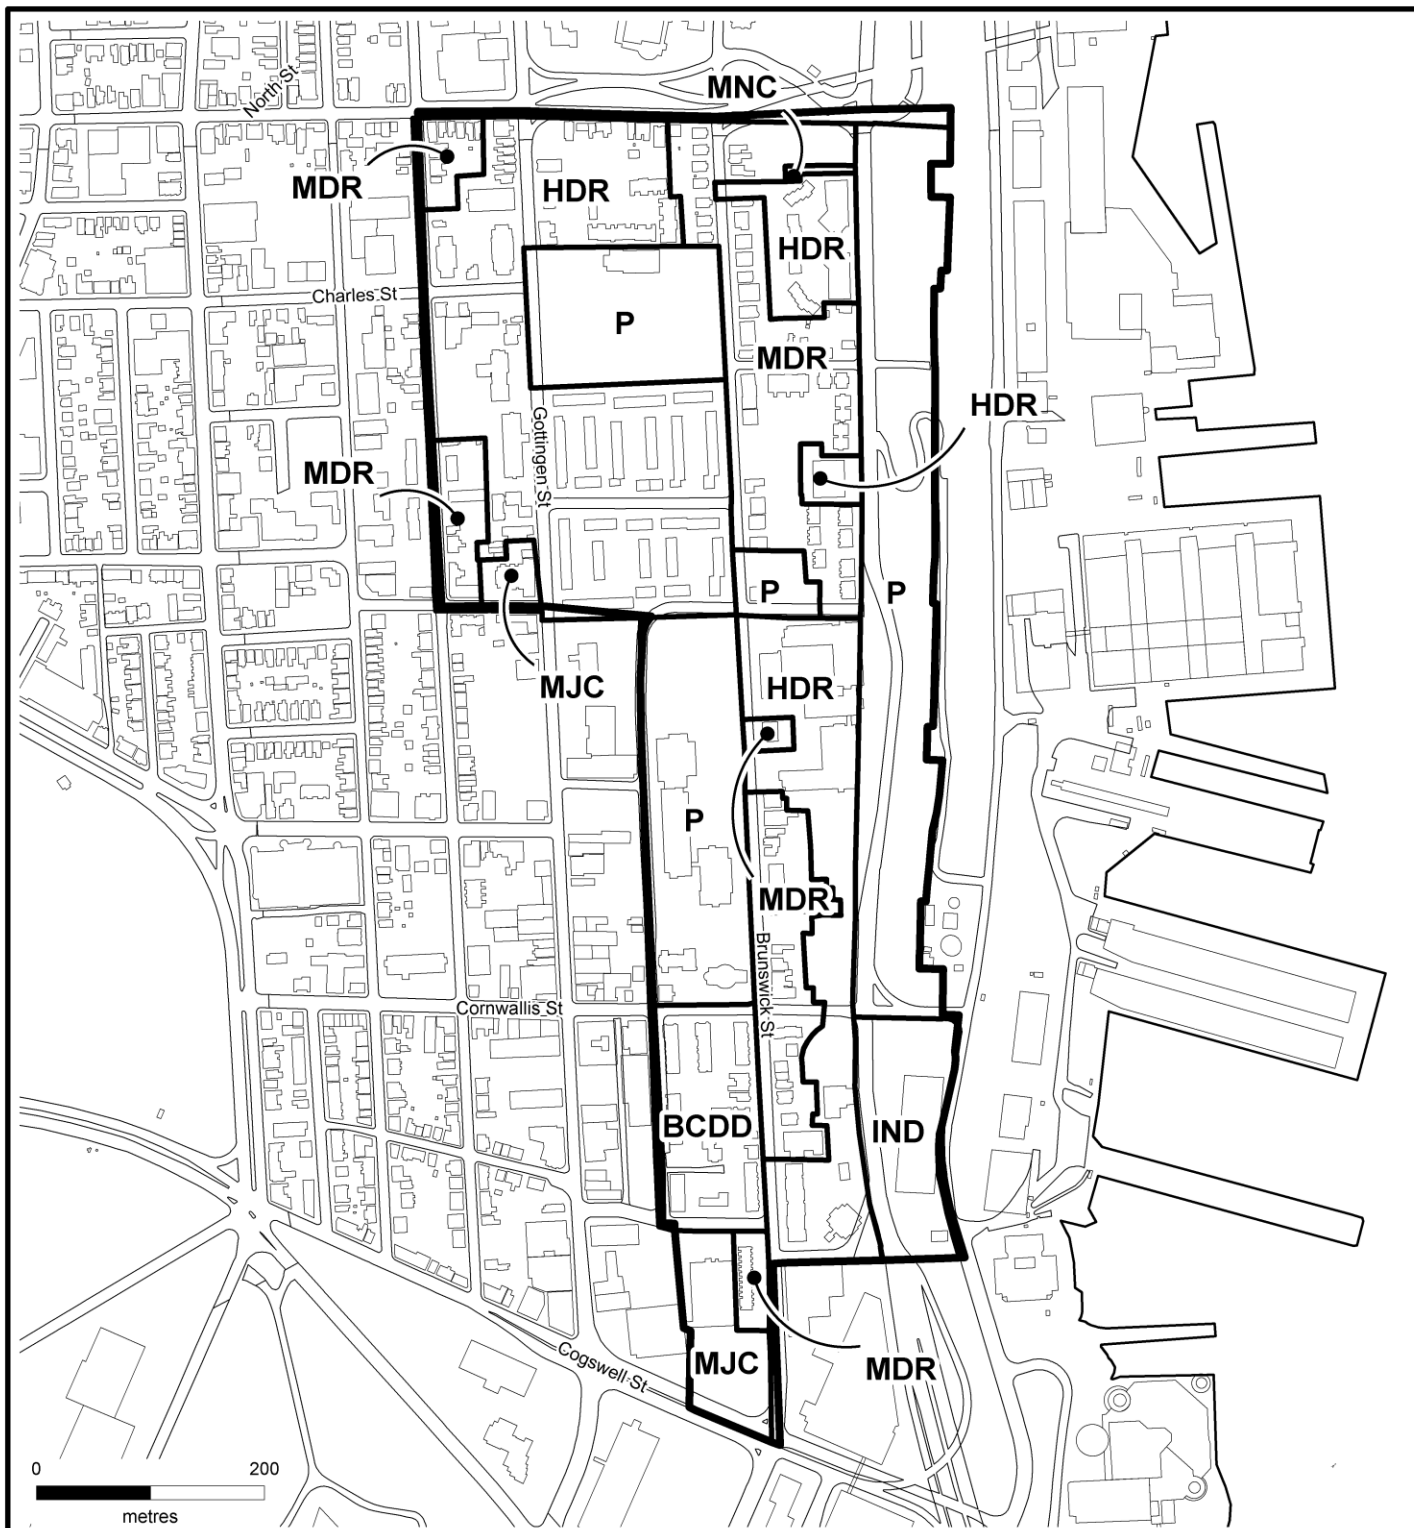 MNC
North St
MDR
HDR
HDR
Charles St
P
MDR
HDR
Gottingen St
MDR
P
P
MJC
HDR
P
MDR
Brunswick St
Cornwallis St
BCDD
IND
Cogswell St
MJC
MDR
0 200
metres